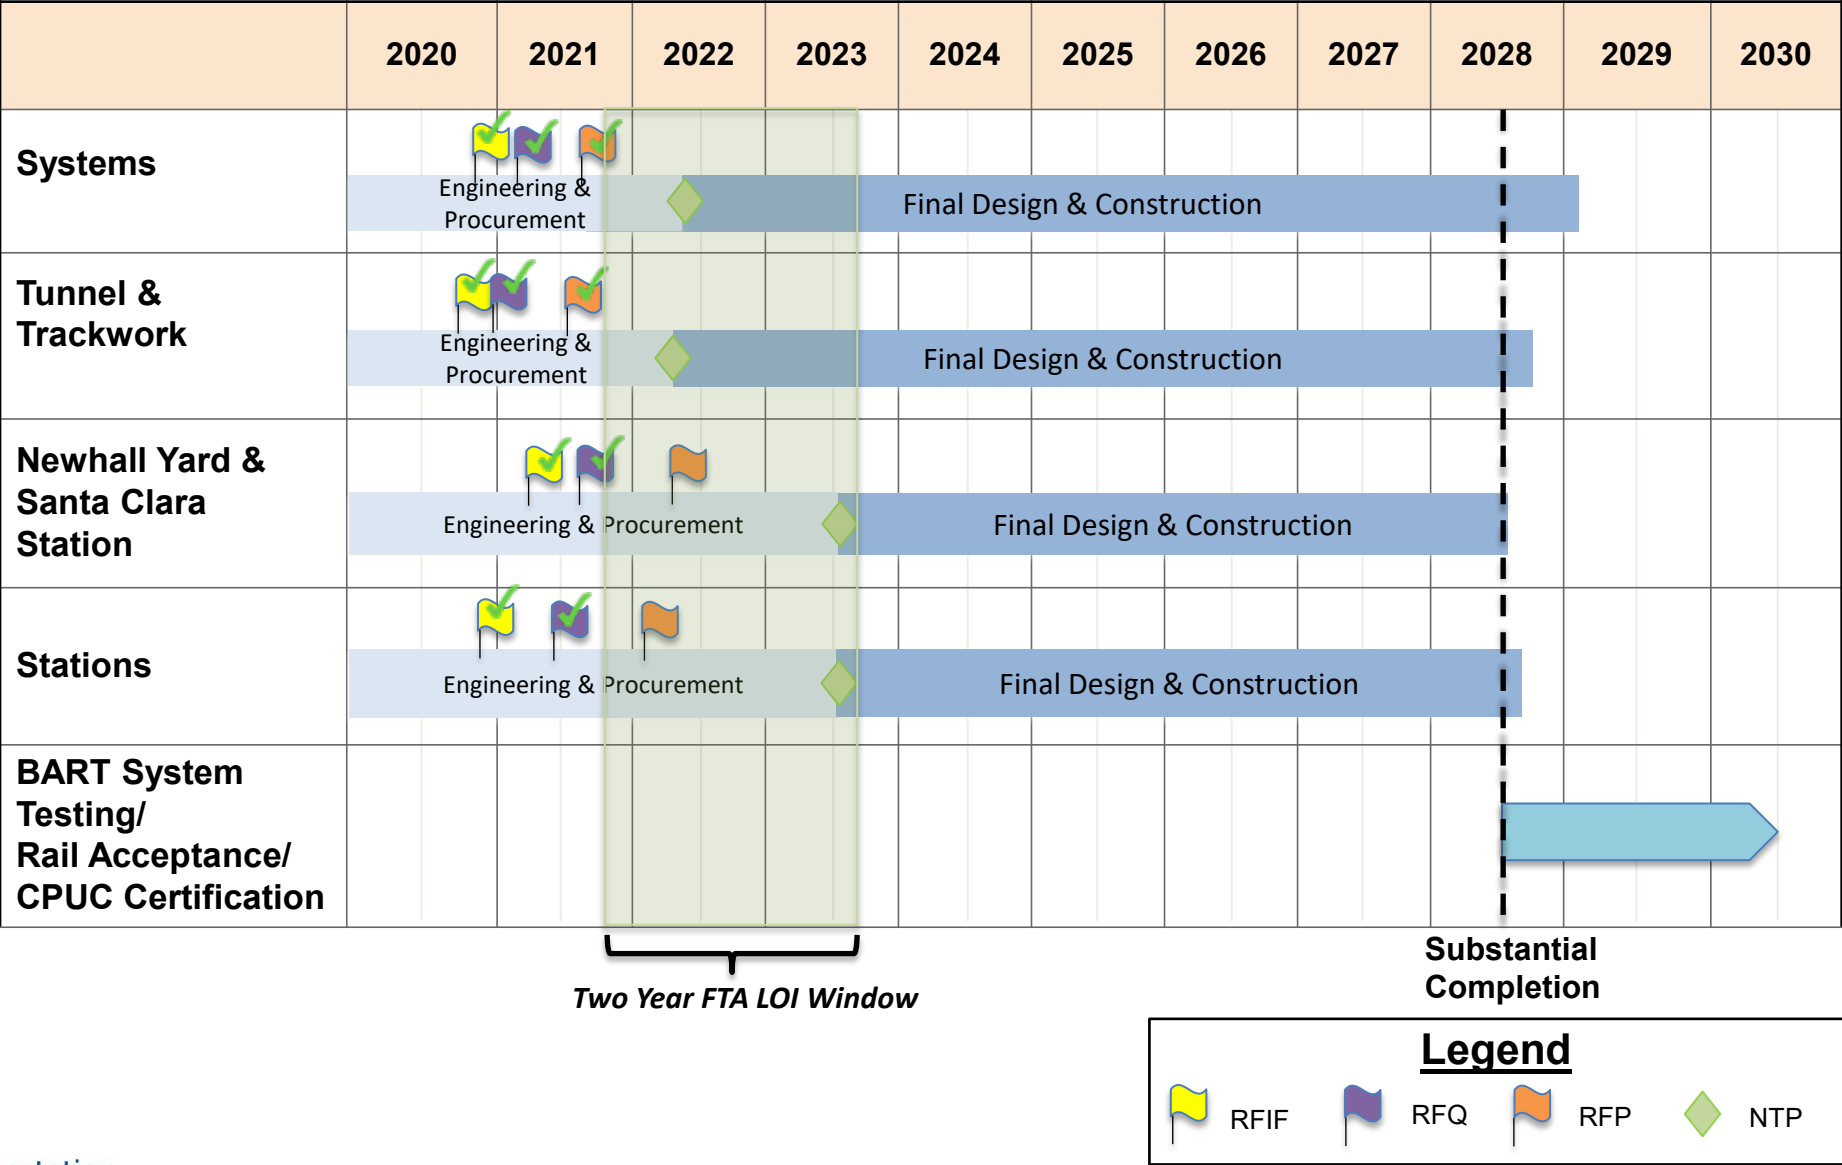 2020 2021 2022 2023 2024 2025 2026 2027 2028 2029 2030
Systems
Engineering &
Procurement
Final Design & Construction
Tunnel &
Trackwork
Engineering &
Procurement
Final Design & Construction
Newhall Yard &
Santa Clara
Station
Engineering & Procurement
Final Design & Construction
Stations
Engineering & Procurement
Final Design & Construction
BART System
Testing/
Rail Acceptance/
CPUC Certification
Two Year FTA LOI Window
Substantial
Completion
Legend
RFIF RFQ RFP NTP